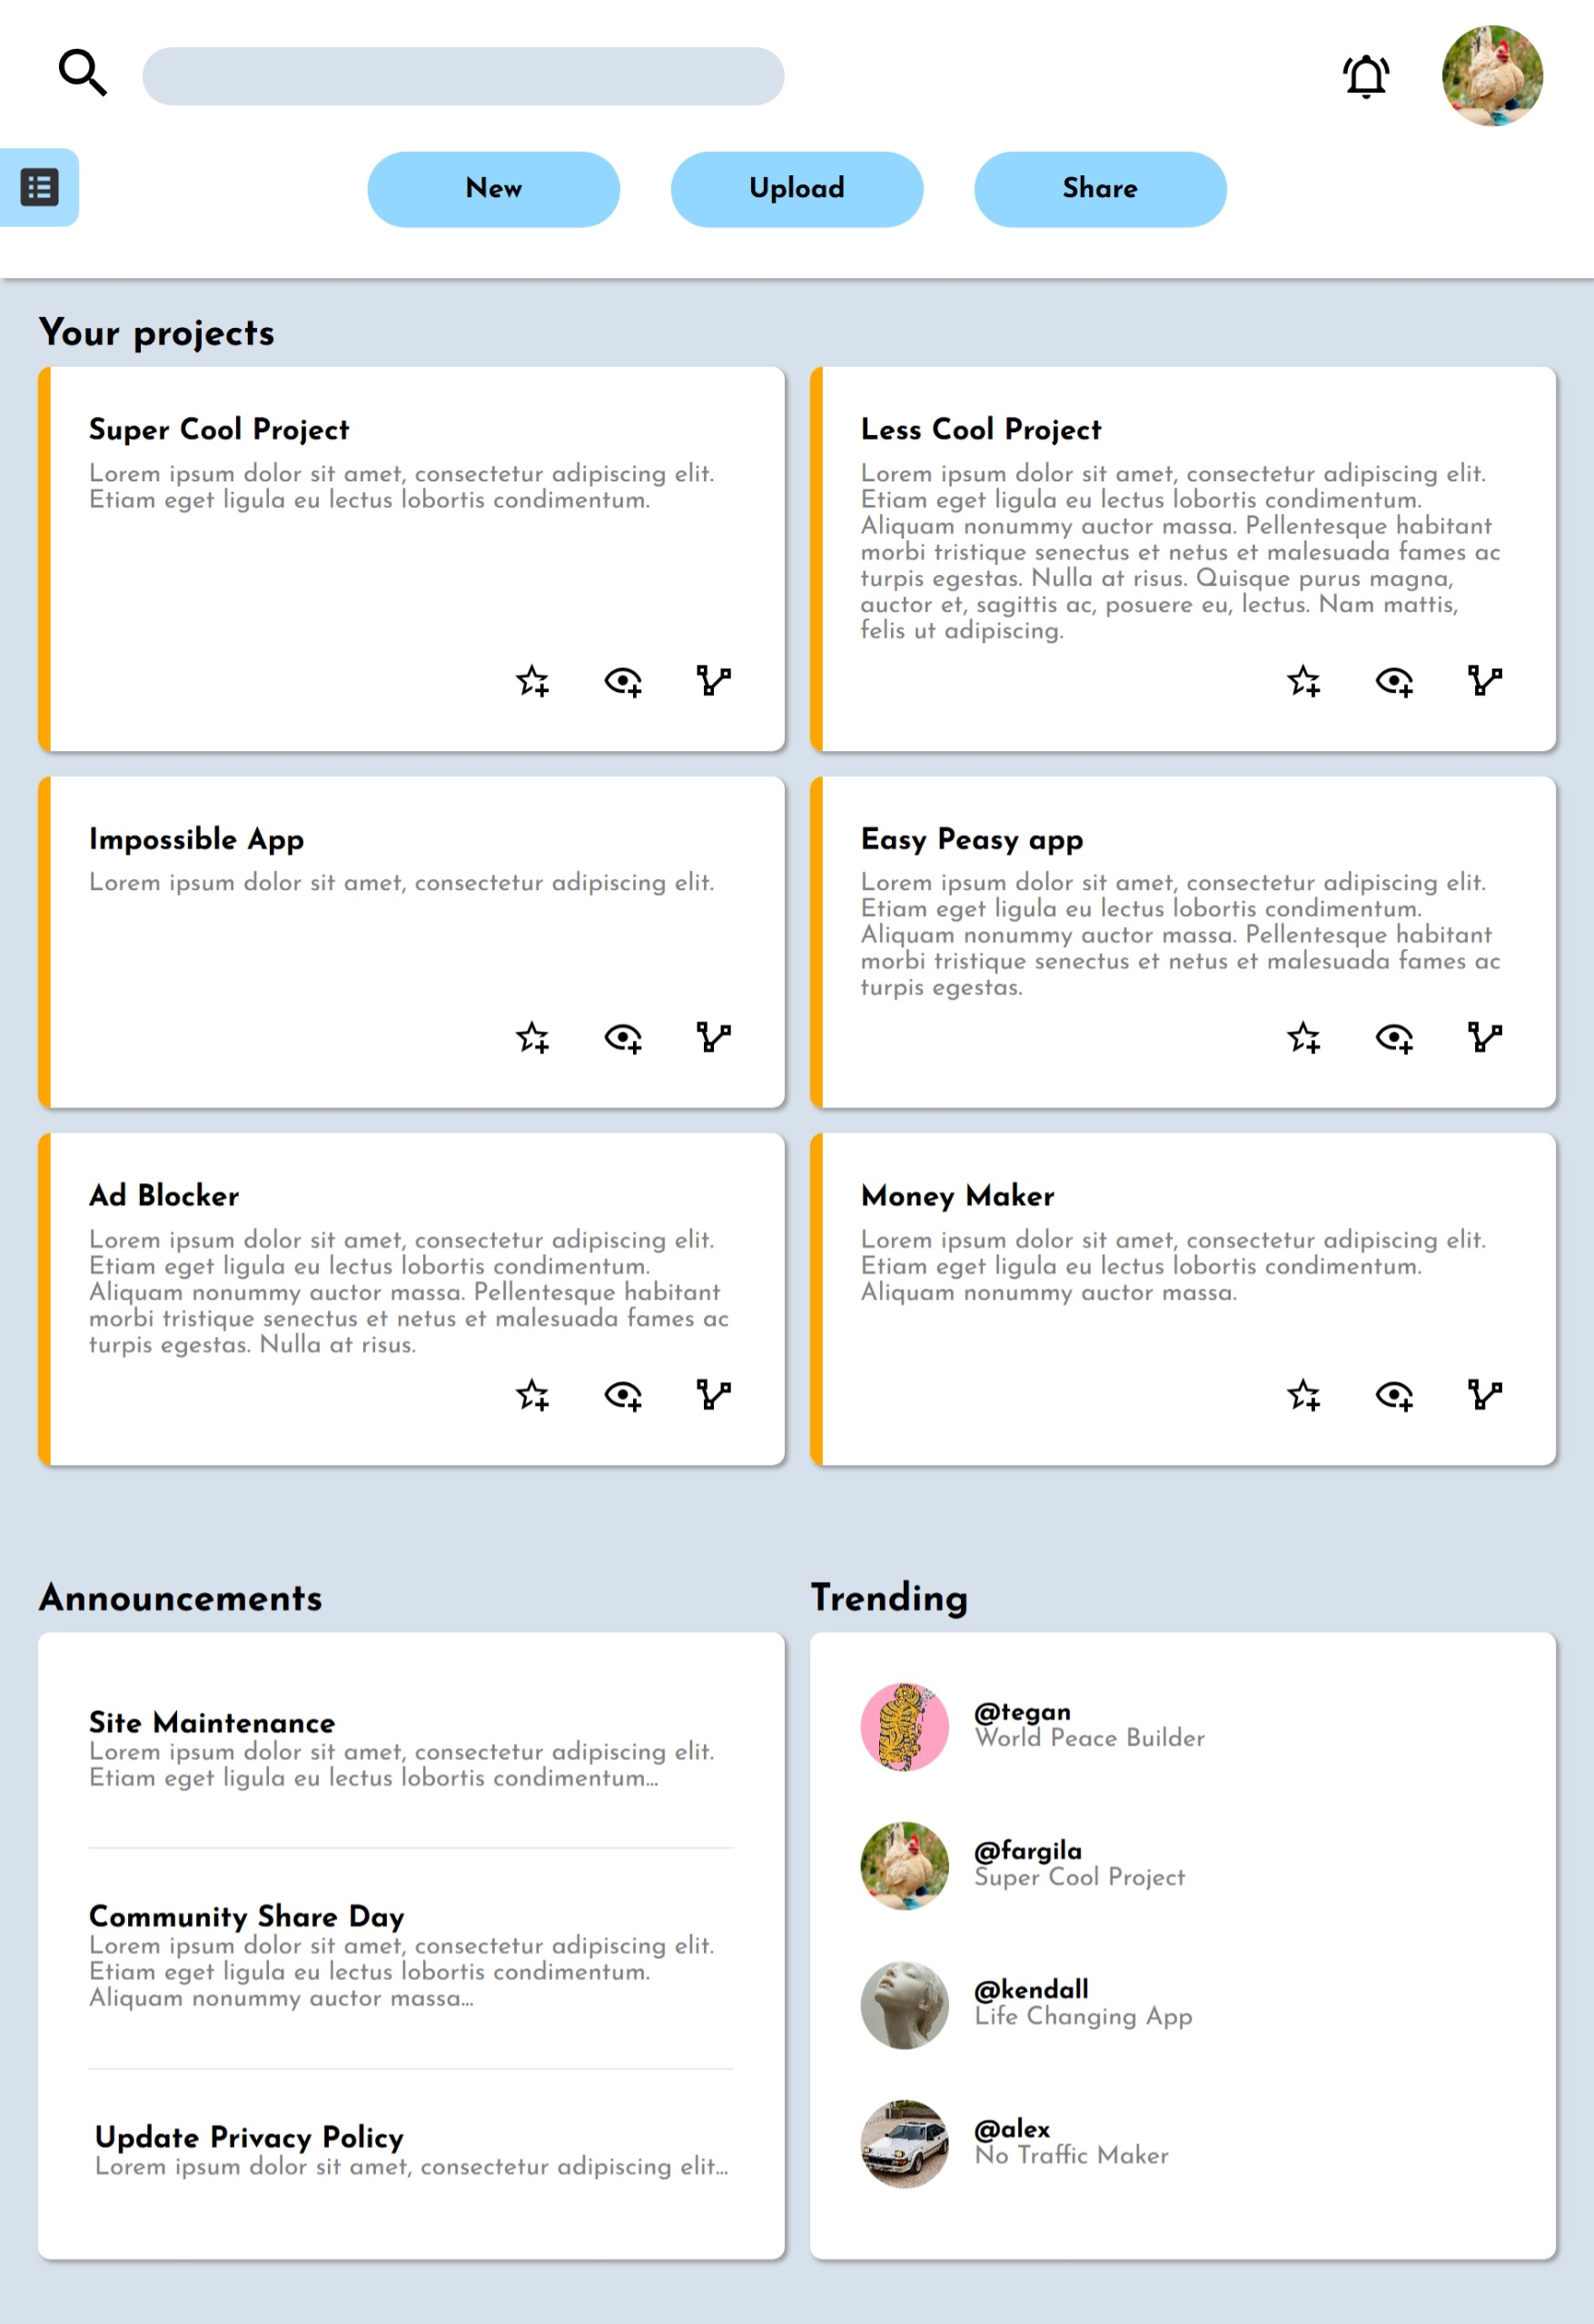 New
Upload
Share
Your projects
Super Cool Project
Lorem ipsum dolor sit amet, consectetur adipiscing elit.
Etiam eget ligula eu lectus lobortis condimentum.
Less Cool Project
Lorem ipsum dolor sit amet, consectetur adipiscing elit.
Etiam eget ligula eu lectus lobortis condimentum.
Aliquam nonummy auctor massa. Pellentesque habitant
morbi tristique senectus et netus et malesuada fames ac
turpis egestas. Nulla at risus. Quisque purus magna,
auctor et, sagittis ac, posuere eu, lectus. Nam mattis,
felis ut adipiscing.
Impossible App
Lorem ipsum dolor sit amet, consectetur adipiscing elit.
Easy Peasy app
Lorem ipsum dolor sit amet, consectetur adipiscing elit.
Etiam eget ligula eu lectus lobortis condimentum.
Aliquam nonummy auctor massa. Pellentesque habitant
morbi tristique senectus et netus et malesuada fames ac
turpis egestas.
Ad Blocker
Lorem ipsum dolor sit amet, consectetur adipiscing elit.
Etiam eget ligula eu lectus lobortis condimentum.
Aliquam nonummy auctor massa. Pellentesque habitant
morbi tristique senectus et netus et malesuada fames ac
turpis egestas. Nulla at risus.
Money Maker
Lorem ipsum dolor sit amet, consectetur adipiscing elit.
Etiam eget ligula eu lectus lobortis condimentum.
Aliquam nonummy auctor massa.
Announcements
Site Maintenance
Lorem ipsum dolor sit amet, consectetur adipiscing elit.
Etiam eget ligula eu lectus lobortis condimentum...
Community Share Day
Lorem ipsum dolor sit amet, consectetur adipiscing elit.
Etiam eget ligula eu lectus lobortis condimentum.
Aliquam nonummy auctor massa...
Update Privacy Policy
Lorem ipsum dolor sit amet, consectetur adipiscing elit...
Trending
@tegan
World Peace Builder
@fargila
Super Cool Project
@kendall
Life Changing App
@alex
No Traffic Maker